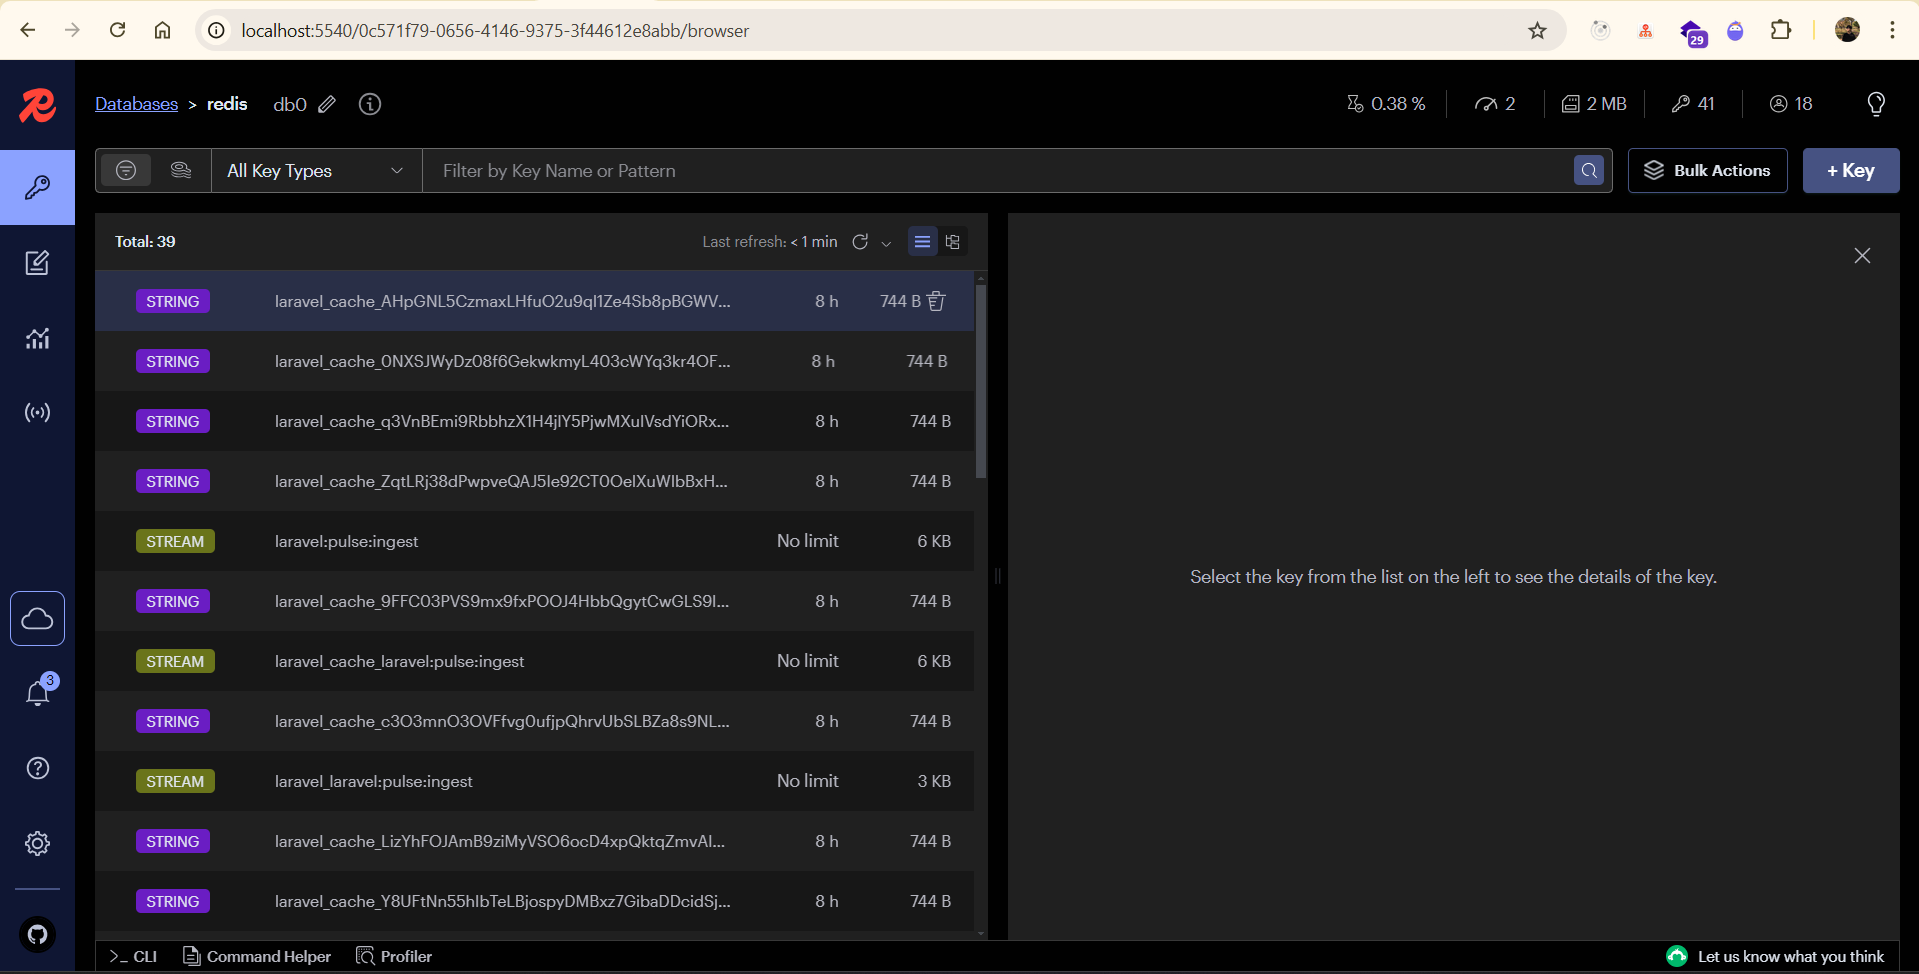 localhost:5540/0c571f79-0656-4146-9375-3f44612e8abb/browser
29
Databases > redis db0
0.38 % 2 2 MB 41 18
All Key Types Filter by Key Name or Pattern Bulk Actions + Key
Total: 39 Last refresh: < 1 min
STRING laravel_cache_AHpGNL5CzmaxLHfuO2u9ql1Ze4Sb8pBGWV... 8 h 744 B
STRING laravel_cache_0NXSJWyDz08f6GekwkmyL403cWYq3kr4OF... 8 h 744 B
STRING laravel_cache_q3VnBEmi9RbbhzX1H4jIY5PjwMXuIVsdYiORx... 8 h 744 B
STRING laravel_cache_ZqtLRj38dPwpveQAJ5Ie92CT0OelXuWIbBxH... 8 h 744 B
STREAM laravel:pulse:ingest No limit 6 KB
STRING laravel_cache_9FFC03PVS9mx9fxPOOJ4HbbQgytCwGLS9l... 8 h 744 B
STREAM laravel_cache_laravel:pulse:ingest No limit 6 KB
STRING laravel_cache_c3O3mnO3OVFfvg0ufjpQhrvUbSLBZa8s9NL... 8 h 744 B
STREAM laravel_laravel:pulse:ingest No limit 3 KB
STRING laravel_cache_LizYhFOJAmB9ziMyVSO6ocD4xpQktqZmvAI... 8 h 744 B
STRING laravel_cache_Y8UFtNn55hIbTeLBjospyDMBxz7GibaDDcidSj... 8 h 744 B
Select the key from the list on the left to see the details of the key.
3
>_ CLI Command Helper Profiler Let us know what you think